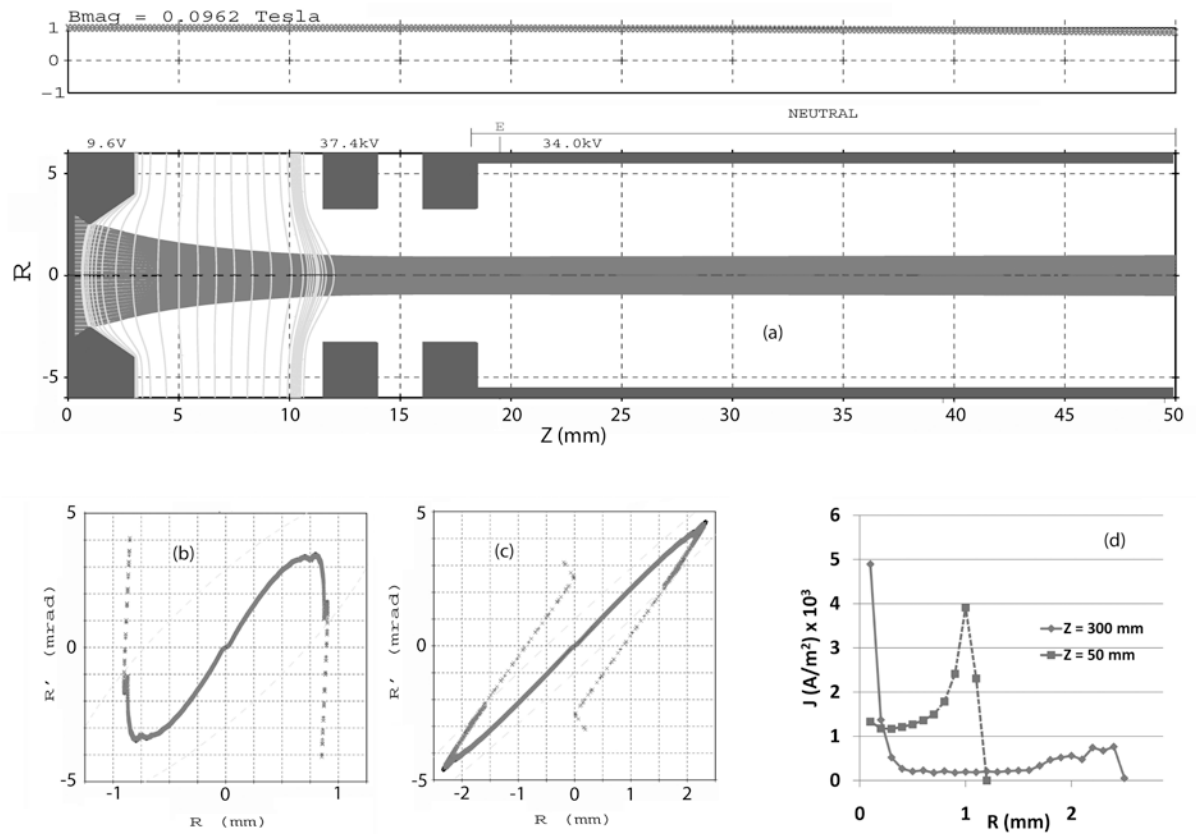 Bmag = 0.0962 Tesla
1
0
-1
NEUTRAL
E
9.6V 37.4kV 34.0kV
5
0
-5
R
(a)
0 5 10 15 20 25 30 35 40 45 50
Z (mm)
5
0
-5
R' (mrad)
(b)
-1 0 1
R (mm)
5
0
-5
R' (mrad)
(c)
-2 -1 0 1 2
R (mm)
6
5
4
3
2
1
0
J (A/m²) x 10³
(d)
Z = 300 mm
Z = 50 mm
0 1 2
R (mm)